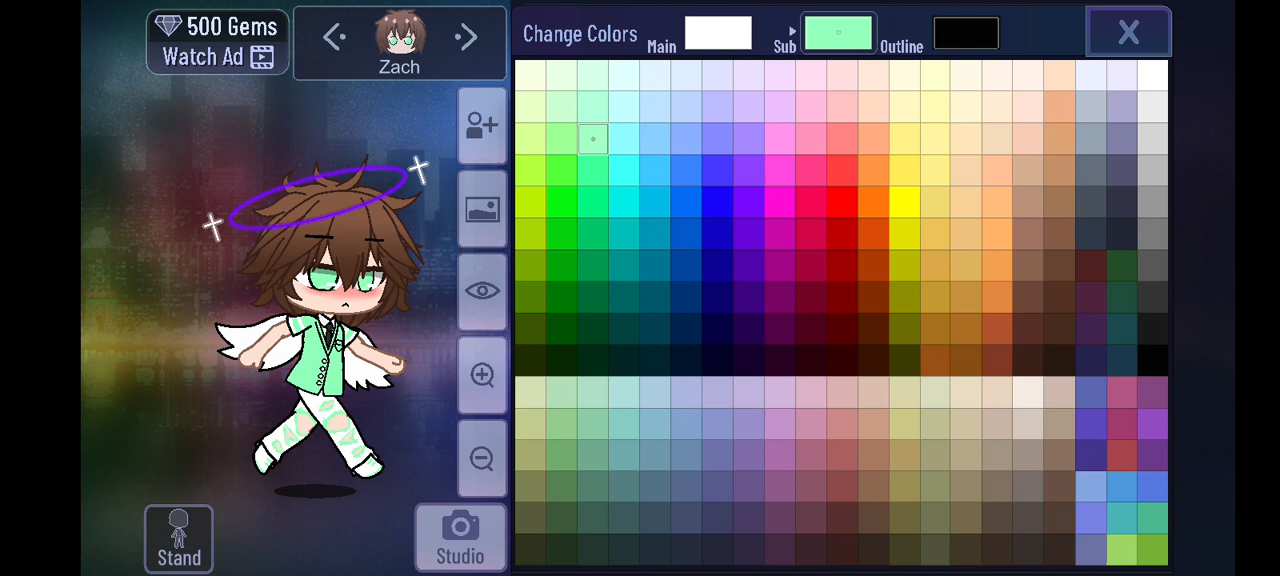 500 Gems
Watch Ad
Zach
Change Colors
Main
Sub
Outline
X
Stand
Studio